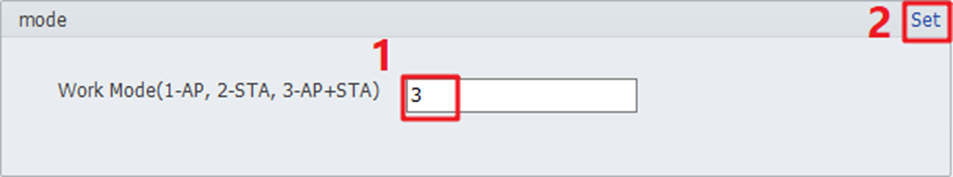 mode
2
Set
1
Work Mode(1-AP, 2-STA, 3-AP+STA)
3